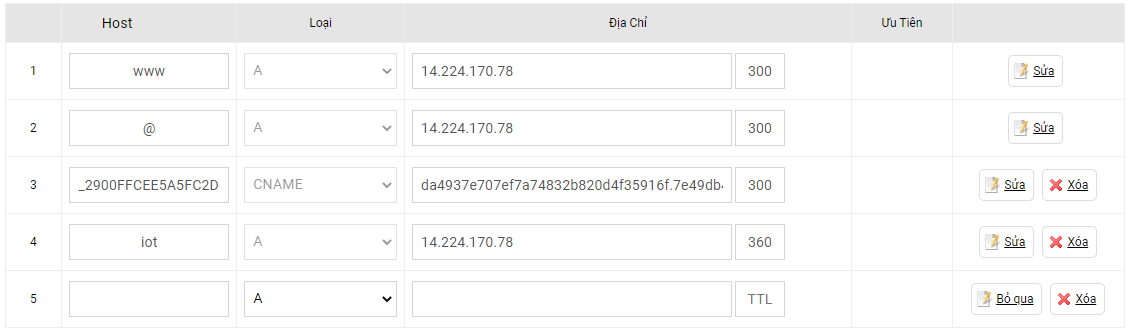 Host Loại Địa Chỉ Ưu Tiên
1 www A 14.224.170.78 300 Sửa
2 @ A 14.224.170.78 300 Sửa
3 _2900FFCEE5A5FC2D CNAME da4937e707ef7a74832b820d4f35916f.7e49db4 300 Sửa Xóa
4 iot A 14.224.170.78 360 Sửa Xóa
5 A TTL Bỏ qua Xóa